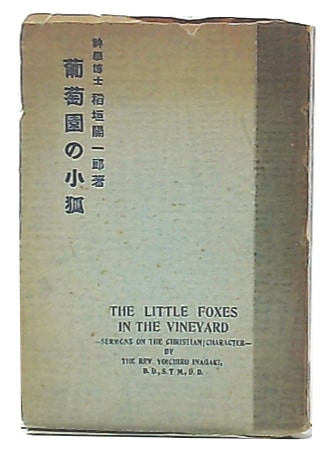 神學博士 稻垣陽一郎著
葡萄園の小狐
THE LITTLE FOXES
IN THE VINEYARD
—SERMONS ON THE CHRISTIAN CHARACTER—
BY
THE REV. YOICHIRO INAGAKI,
B. D., S. T. M., D. D.